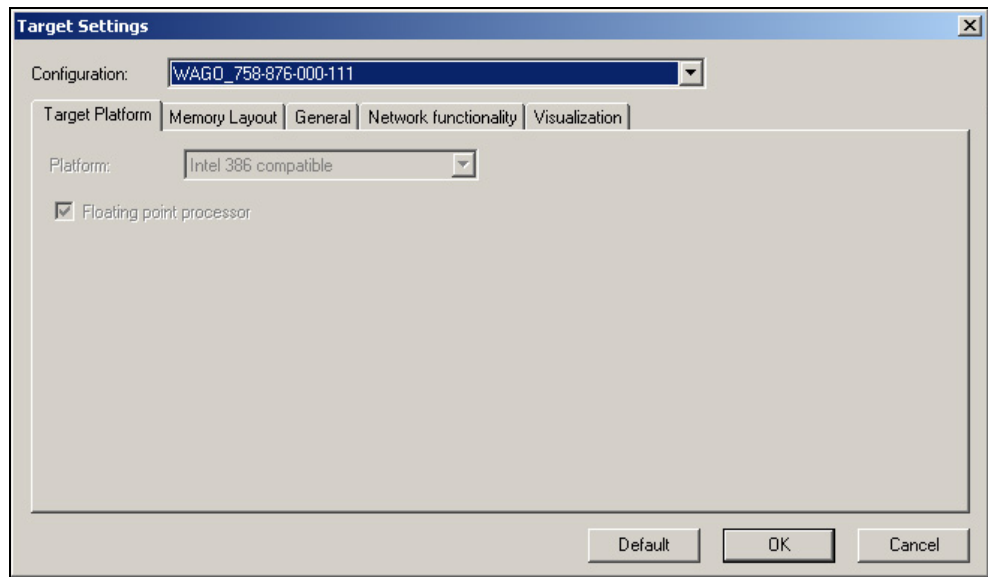 Target Settings
Configuration: WAGO_758-876-000-111
Target Platform Memory Layout General Network functionality Visualization
Platform: Intel 386 compatible
Floating point processor
Default OK Cancel